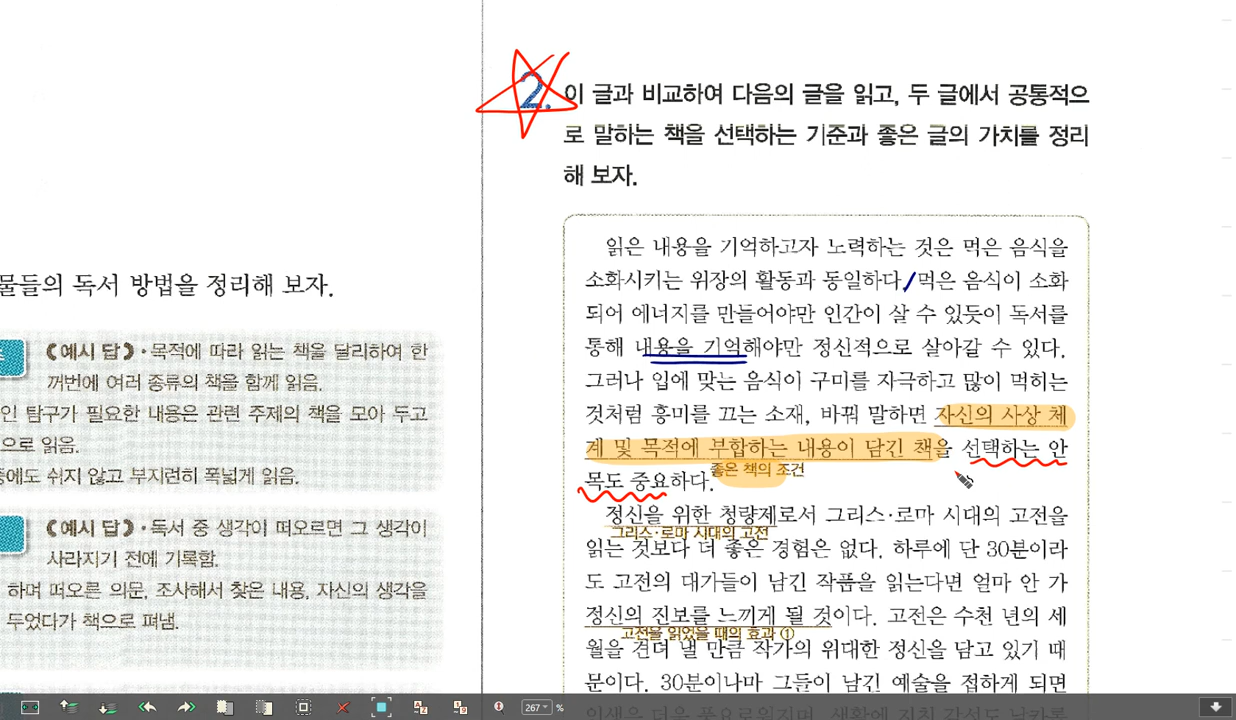 물들의 독서 방법을 정리해 보자.
《예시 답》• 목적에 따라 읽는 책을 달리하여 한
꺼번에 여러 종류의 책을 함께 읽음.
인 탐구가 필요한 내용은 관련 주제의 책을 모아 두고
으로 읽음.
중에도 쉬지 않고 부지런히 폭넓게 읽음.
《예시 답》• 독서 중 생각이 떠오르면 그 생각이
사라지기 전에 기록함.
하며 떠오른 의문, 조사해서 찾은 내용, 자신의 생각을
두었다가 책으로 펴냄.
2. 이 글과 비교하여 다음의 글을 읽고, 두 글에서 공통적으
로 말하는 책을 선택하는 기준과 좋은 글의 가치를 정리
해 보자.
읽은 내용을 기억하고자 노력하는 것은 먹은 음식을
소화시키는 위장의 활동과 동일하다. 먹은 음식이 소화
되어 에너지를 만들어야만 인간이 살 수 있듯이 독서를
통해 내용을 기억해야만 정신적으로 살아갈 수 있다.
그러나 입에 맞는 음식이 구미를 자극하고 많이 먹히는
것처럼 흥미를 끄는 소재, 바꿔 말하면 자신의 사상 체
계 및 목적에 부합하는 내용이 담긴 책을 선택하는 안
좋은 책의 조건
목도 중요하다.
정신을 위한 청량제로서 그리스·로마 시대의 고전을
그리스·로마 시대의 고전
읽는 것보다 더 좋은 경험은 없다. 하루에 단 30분이라
도 고전의 대가들이 남긴 작품을 읽는다면 얼마 안 가
정신의 진보를 느끼게 될 것이다. 고전은 수천 년의 세
고전을 읽었을 때의 효과 ①
월을 견뎌 낼 만큼 작가의 위대한 정신을 담고 있기 때
문이다. 30분이나마 그들이 남긴 예술을 접하게 되면
267 %